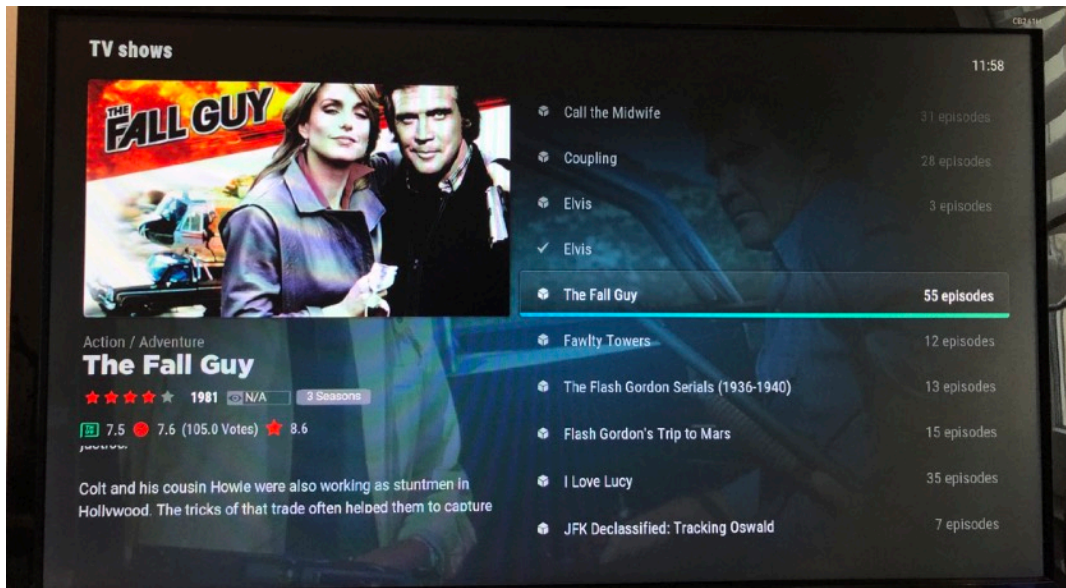 CB241H
TV shows
11:58
THE
FALL GUY
Call the Midwife 31 episodes
Coupling 28 episodes
Elvis 3 episodes
Elvis
The Fall Guy 55 episodes
Fawlty Towers 12 episodes
The Flash Gordon Serials (1936-1940) 13 episodes
Flash Gordon's Trip to Mars 15 episodes
I Love Lucy 35 episodes
JFK Declassified: Tracking Oswald 7 episodes
Action / Adventure
The Fall Guy
1981 N/A 3 Seasons
7.5 7.6 (105.0 Votes) 8.6
justice.
Colt and his cousin Howie were also working as stuntmen in
Hollywood. The tricks of that trade often helped them to capture